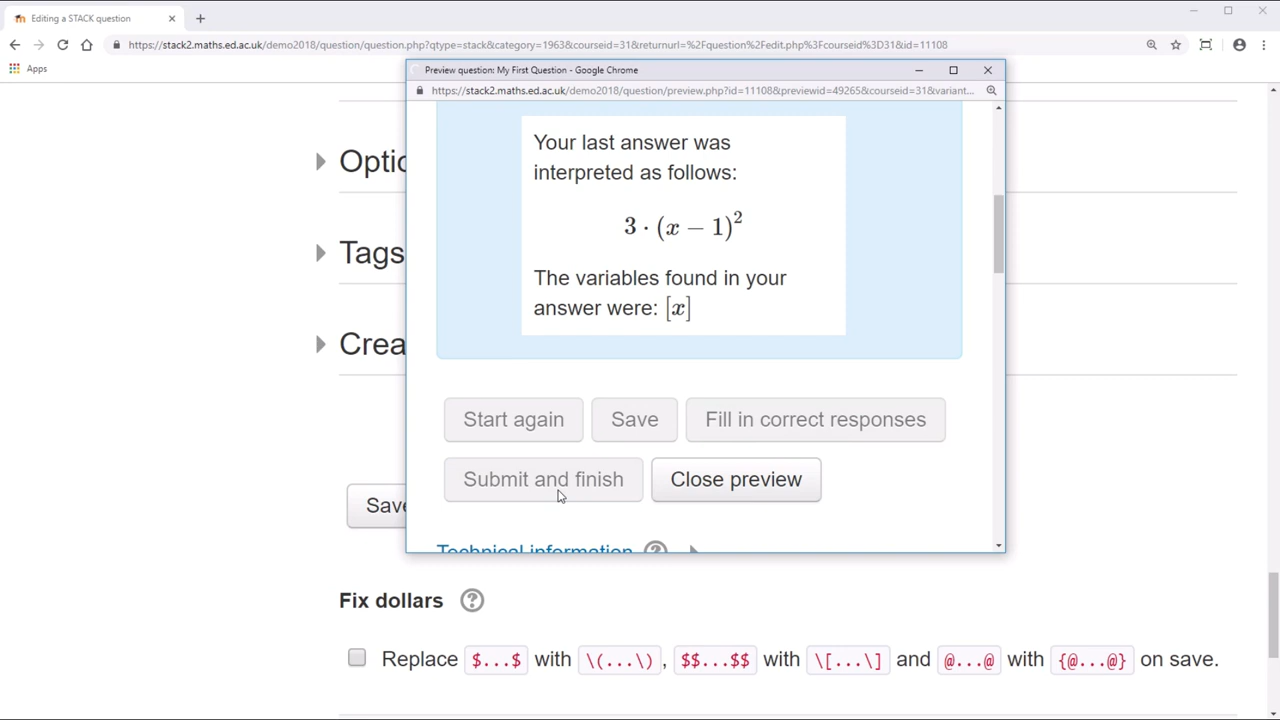 Editing a STACK question
https://stack2.maths.ed.ac.uk/demo2018/question/question.php?qtype=stack&category=1963&courseid=31&returnurl=%2Fquestion%2Fedit.php%3Fcourseid%3D31&id=11108
Apps
Preview question: My First Question - Google Chrome
https://stack2.maths.ed.ac.uk/demo2018/question/preview.php?id=11108&previewid=49265&courseid=31&variant...
Your last answer was
interpreted as follows:
3 · (x − 1)²
The variables found in your
answer were: [x]
Optio
Tags
Crea
Start again Save Fill in correct responses
Submit and finish Close preview
Save
Technical information ?
Fix dollars ?
Replace $...$ with \(...\), $$...$$ with \[...\] and @...@ with {@...@} on save.